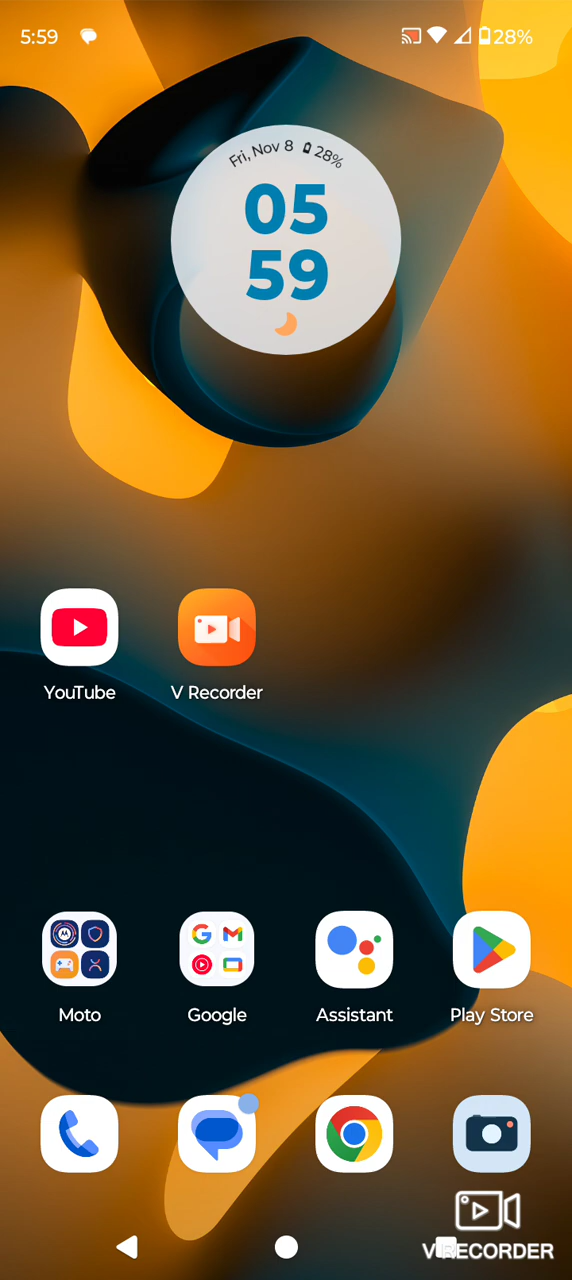 5:59
28%
Fri, Nov 8 28%
05
59
YouTube
V Recorder
Moto
Google
Assistant
Play Store
V RECORDER